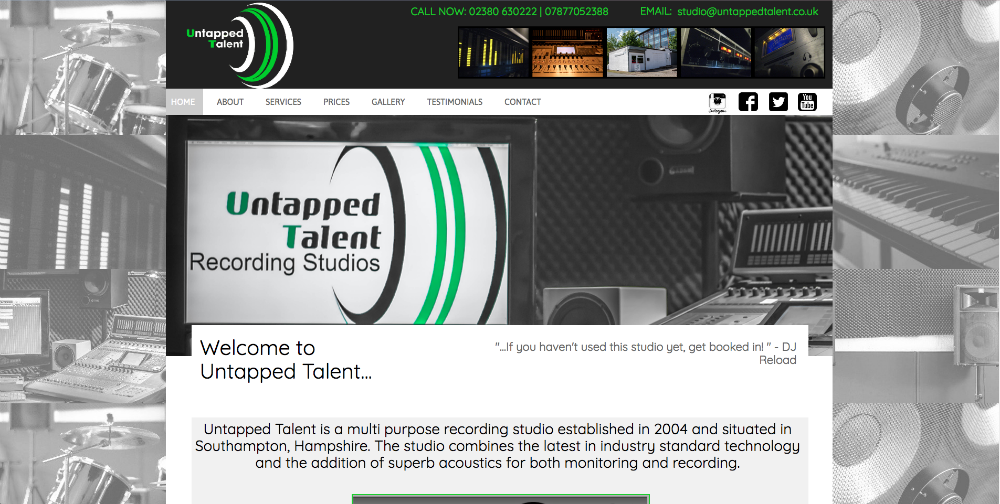 Untapped
Talent
CALL NOW: 02380 630222 | 07877052388
EMAIL: studio@untappedtalent.co.uk
HOME
ABOUT
SERVICES
PRICES
GALLERY
TESTIMONIALS
CONTACT
You
Tube
Untapped
Talent
Recording Studios
Welcome to
Untapped Talent...
"...If you haven't used this studio yet, get booked in! " - DJ
Reload
Untapped Talent is a multi purpose recording studio established in 2004 and situated in
Southampton, Hampshire. The studio combines the latest in industry standard technology
and the addition of superb acoustics for both monitoring and recording.